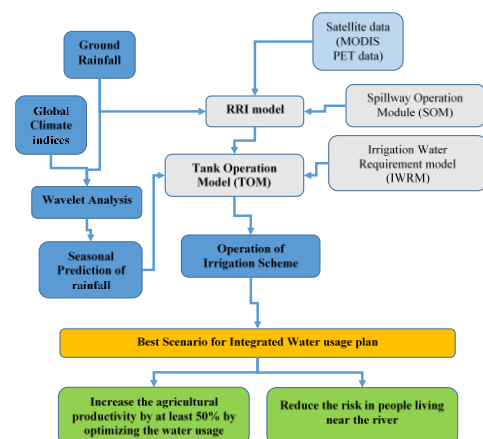 Satellite data
(MODIS
PET data)
Ground
Rainfall
RRI model
Spillway Operation
Module (SOM)
Global
Climate
indices
Tank Operation
Model (TOM)
Irrigation Water
Requirement model
(IWRM)
Wavelet Analysis
Seasonal
Prediction of
rainfall
Operation of
Irrigation Scheme
Best Scenario for Integrated Water usage plan
Increase the agricultural
productivity by at least 50% by
optimizing the water usage
Reduce the risk in people living
near the river